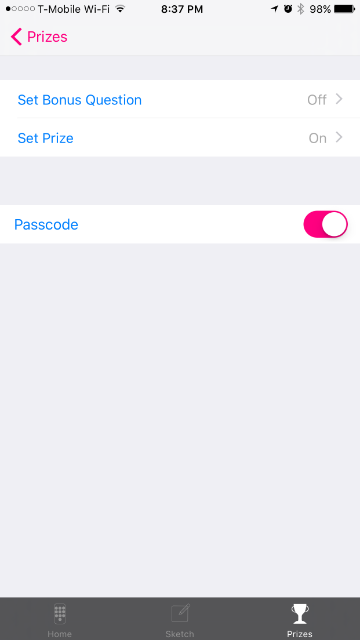 T-Mobile Wi-Fi 8:37 PM 98%
Prizes
Set Bonus Question Off
Set Prize On
Passcode
Home Sketch Prizes